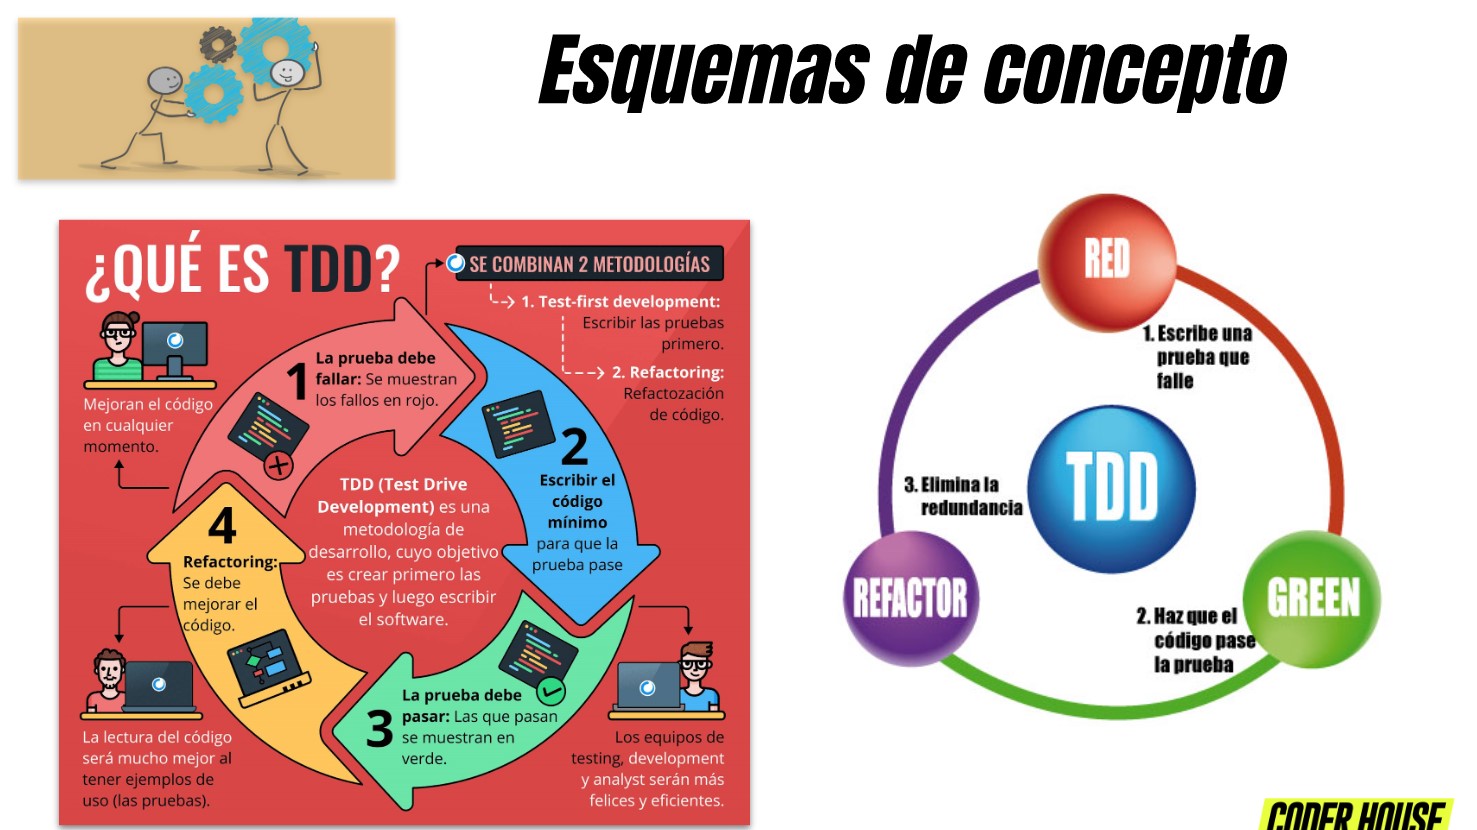 Esquemas de concepto
¿QUÉ ES TDD?
SE COMBINAN 2 METODOLOGÍAS
1. Test-first development:
Escribir las pruebas
primero.
2. Refactoring:
Refactozación
de código.
1
La prueba debe
fallar: Se muestran
los fallos en rojo.
Mejoran el código
en cualquier
momento.
2
Escribir el
código
mínimo
para que la
prueba pase
TDD (Test Drive
Development) es una
metodología de
desarrollo, cuyo objetivo
es crear primero las
pruebas y luego escribir
el software.
4
Refactoring:
Se debe
mejorar el
código.
3
La prueba debe
pasar: Las que pasan
se muestran en
verde.
La lectura del código
será mucho mejor al
tener ejemplos de
uso (las pruebas).
Los equipos de
testing, development
y analyst serán más
felices y eficientes.
RED
1. Escribe una
prueba que
falle
TDD
3. Elimina la
redundancia
REFACTOR
GREEN
2. Haz que el
código pase
la prueba
CODER HOUSE